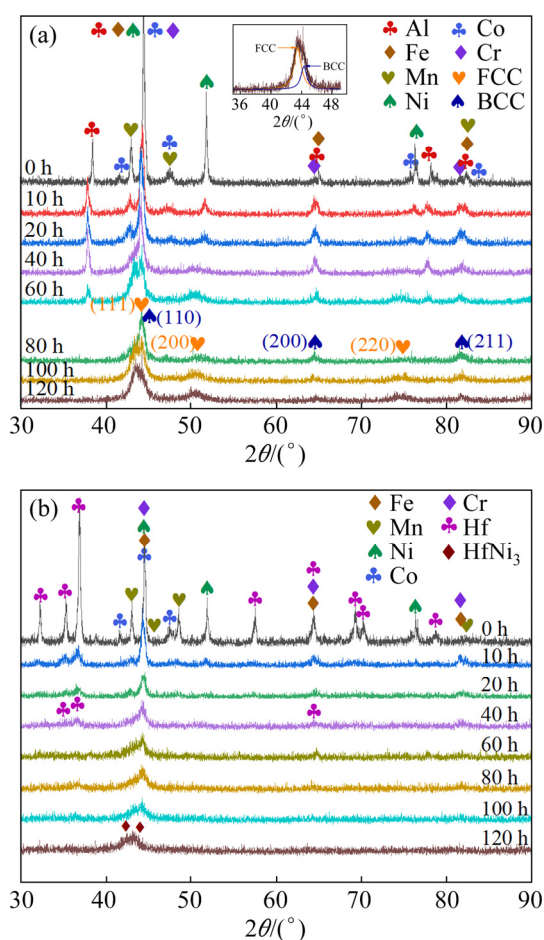 (a)
Al
Co
Fe
Cr
Mn
FCC
Ni
BCC
FCC
BCC
36 40 44 48
2θ/(°)
0 h
10 h
20 h
40 h
60 h
(111)
(110)
(200)
(200)
(220)
(211)
80 h
100 h
120 h
30 40 50 60 70 80 90
2θ/(°)
(b)
Fe
Cr
Mn
Hf
Ni
HfNi₃
Co
0 h
10 h
20 h
40 h
60 h
80 h
100 h
120 h
30 40 50 60 70 80 90
2θ/(°)